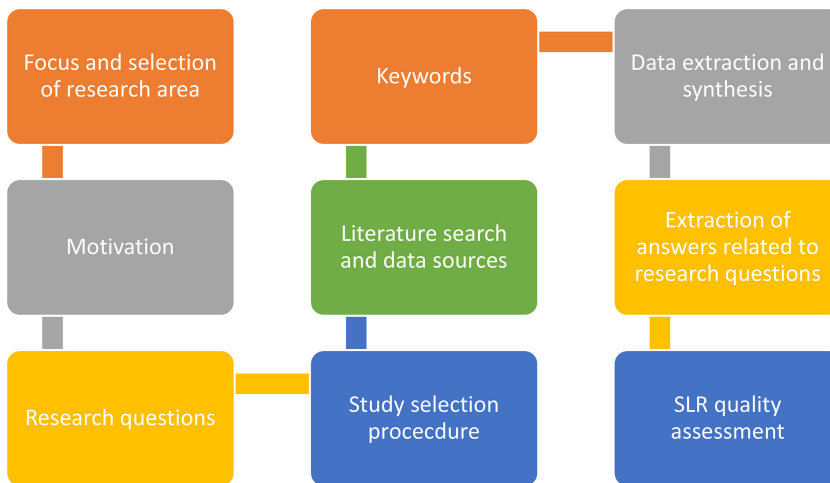 Focus and selection
of research area
Motivation
Research questions
Study selection
procecdure
Literature search
and data sources
Keywords
Data extraction and
synthesis
Extraction of
answers related to
research questions
SLR quality
assessment